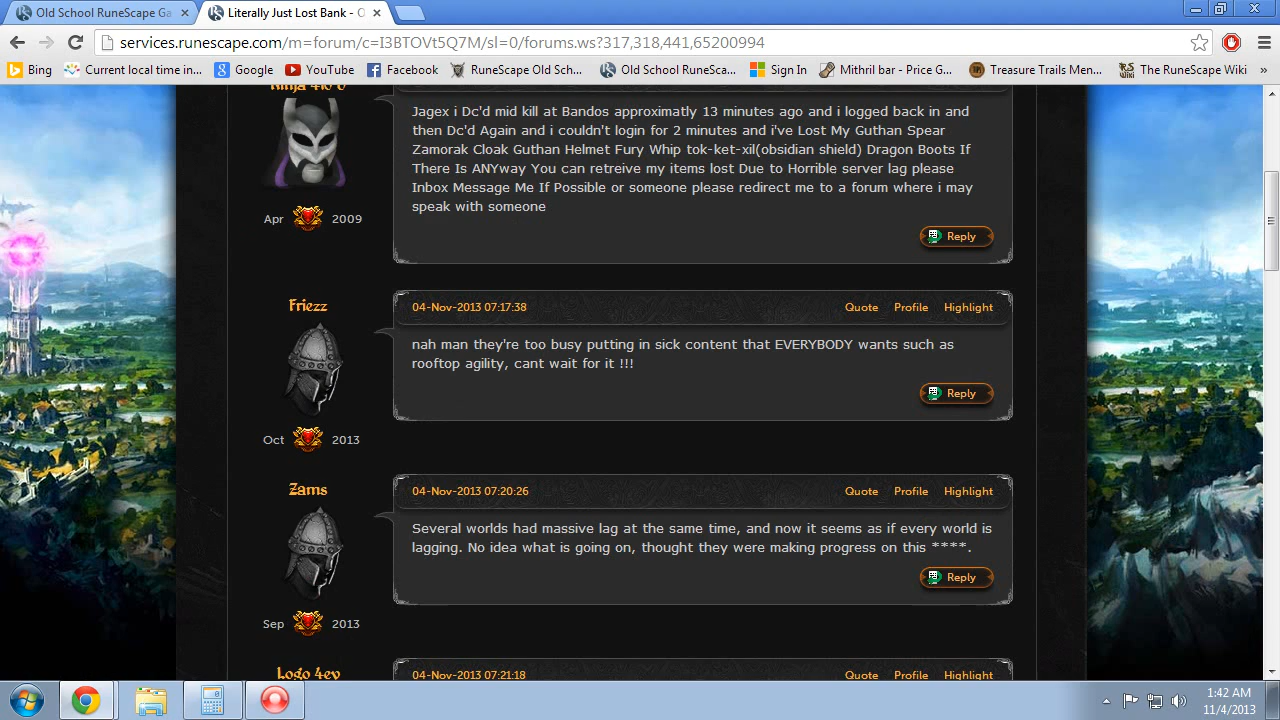 Old School RuneScape Ga
Literally Just Lost Bank - O
services.runescape.com/m=forum/c=I3BTOVt5Q7M/sl=0/forums.ws?317,318,441,65200994
Bing
Current local time in...
Google
YouTube
Facebook
RuneScape Old Sch...
Old School RuneSca...
Sign In
Mithril bar - Price G...
Treasure Trails Men...
The RuneScape Wiki
»
Jagex i Dc'd mid kill at Bandos approximatly 13 minutes ago and i logged back in and
then Dc'd Again and i couldn't login for 2 minutes and i've Lost My Guthan Spear
Zamorak Cloak Guthan Helmet Fury Whip tok-ket-xil(obsidian shield) Dragon Boots If
There Is ANYway You can retreive my items lost Due to Horrible server lag please
Inbox Message Me If Possible or someone please redirect me to a forum where i may
speak with someone
Apr 2009
Reply
Friezz
04-Nov-2013 07:17:38
Quote Profile Highlight
nah man they're too busy putting in sick content that EVERYBODY wants such as
rooftop agility, cant wait for it !!!
Reply
Oct 2013
Zams
04-Nov-2013 07:20:26
Quote Profile Highlight
Several worlds had massive lag at the same time, and now it seems as if every world is
lagging. No idea what is going on, thought they were making progress on this ****.
Reply
Sep 2013
Logo 4ev
04-Nov-2013 07:21:18
Quote Profile Highlight
1:42 AM
11/4/2013